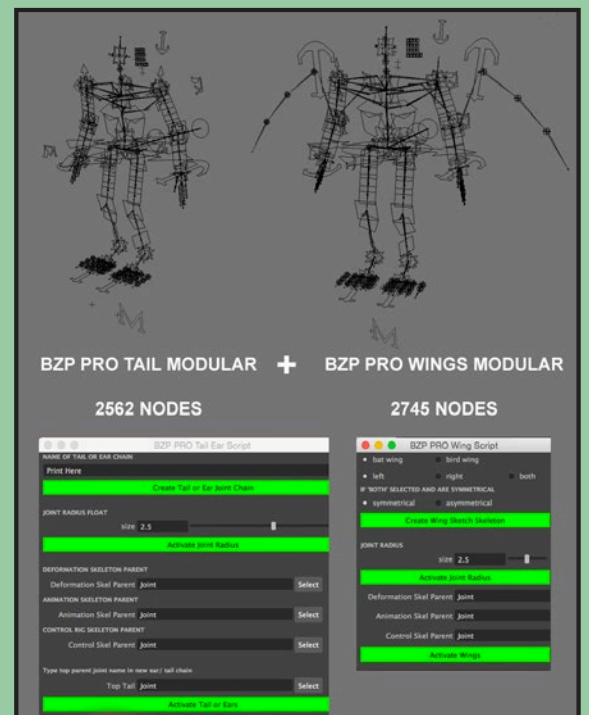 BZP PRO TAIL MODULAR + BZP PRO WINGS MODULAR
2562 NODES
2745 NODES
BZP PRO Tail Ear Script
NAME OF TAIL OR EAR CHAIN
Print Here
Create Tail or Ear Joint Chain
JOINT RADIUS FLOAT
size 2.5
Activate Joint Radius
DEFORMATION SKELETON PARENT
Deformation Skel Parent Joint Select
ANIMATION SKELETON PARENT
Animation Skel Parent Joint Select
CONTROL RIG SKELETON PARENT
Control Skel Parent Joint Select
Type top parent joint name in new ear/ tail chain
Top Tail Joint Select
Activate Tail or Ears
BZP PRO Wing Script
bat wing bird wing
left right both
IF 'BOTH' SELECTED AND ARE SYMMETRICAL
symmetrical asymmetrical
Create Wing Sketch Skeleton
JOINT RADIUS
size 2.5
Activate Joint Radius
Deformation Skel Parent Joint
Animation Skel Parent Joint
Control Skel Parent Joint
Activate Wings